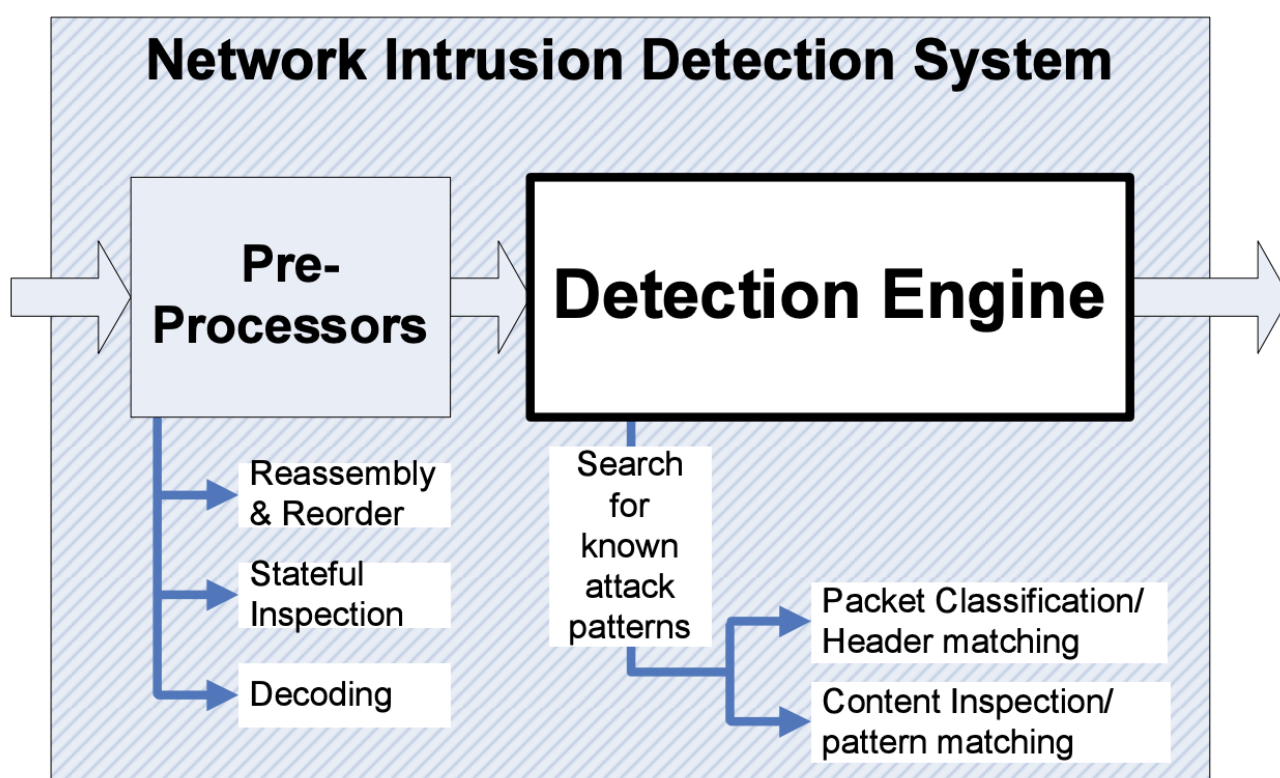 Network Intrusion Detection System
Pre-
Processors
Detection Engine
Reassembly
& Reorder
Stateful
Inspection
Decoding
Search
for
known
attack
patterns
Packet Classification/
Header matching
Content Inspection/
pattern matching